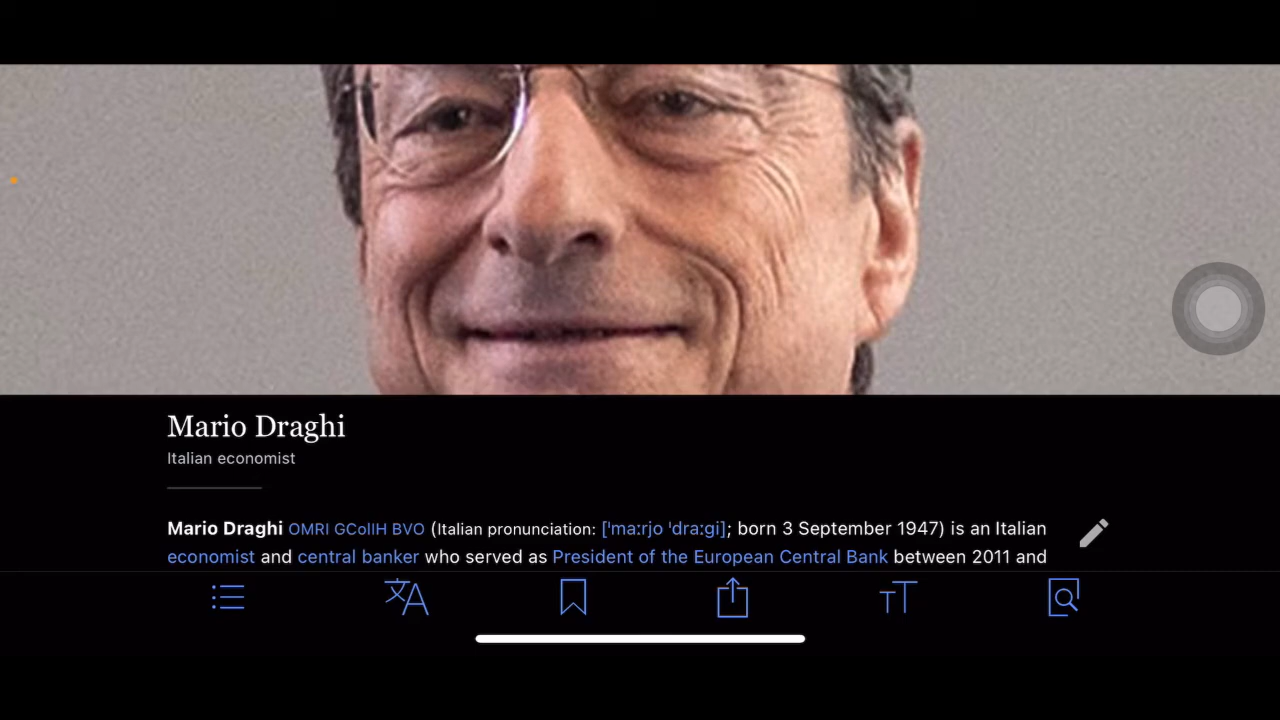 Mario Draghi
Italian economist
Mario Draghi OMRI GCollH BVO (Italian pronunciation: [ˈmaːrjo ˈdraːɡi]; born 3 September 1947) is an Italian
economist and central banker who served as President of the European Central Bank between 2011 and